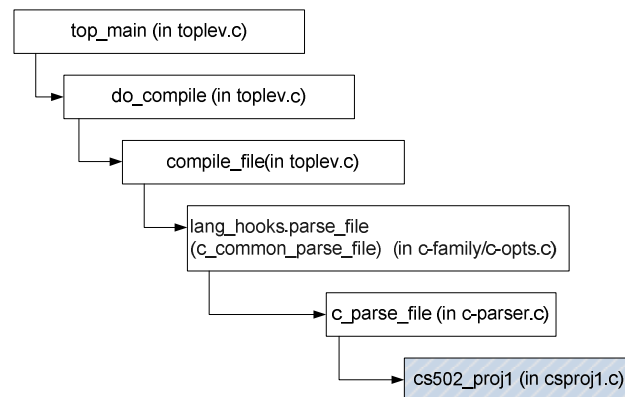 top_main (in toplev.c)
do_compile (in toplev.c)
compile_file(in toplev.c)
lang_hooks.parse_file
(c_common_parse_file) (in c-family/c-opts.c)
c_parse_file (in c-parser.c)
cs502_proj1 (in csproj1.c)